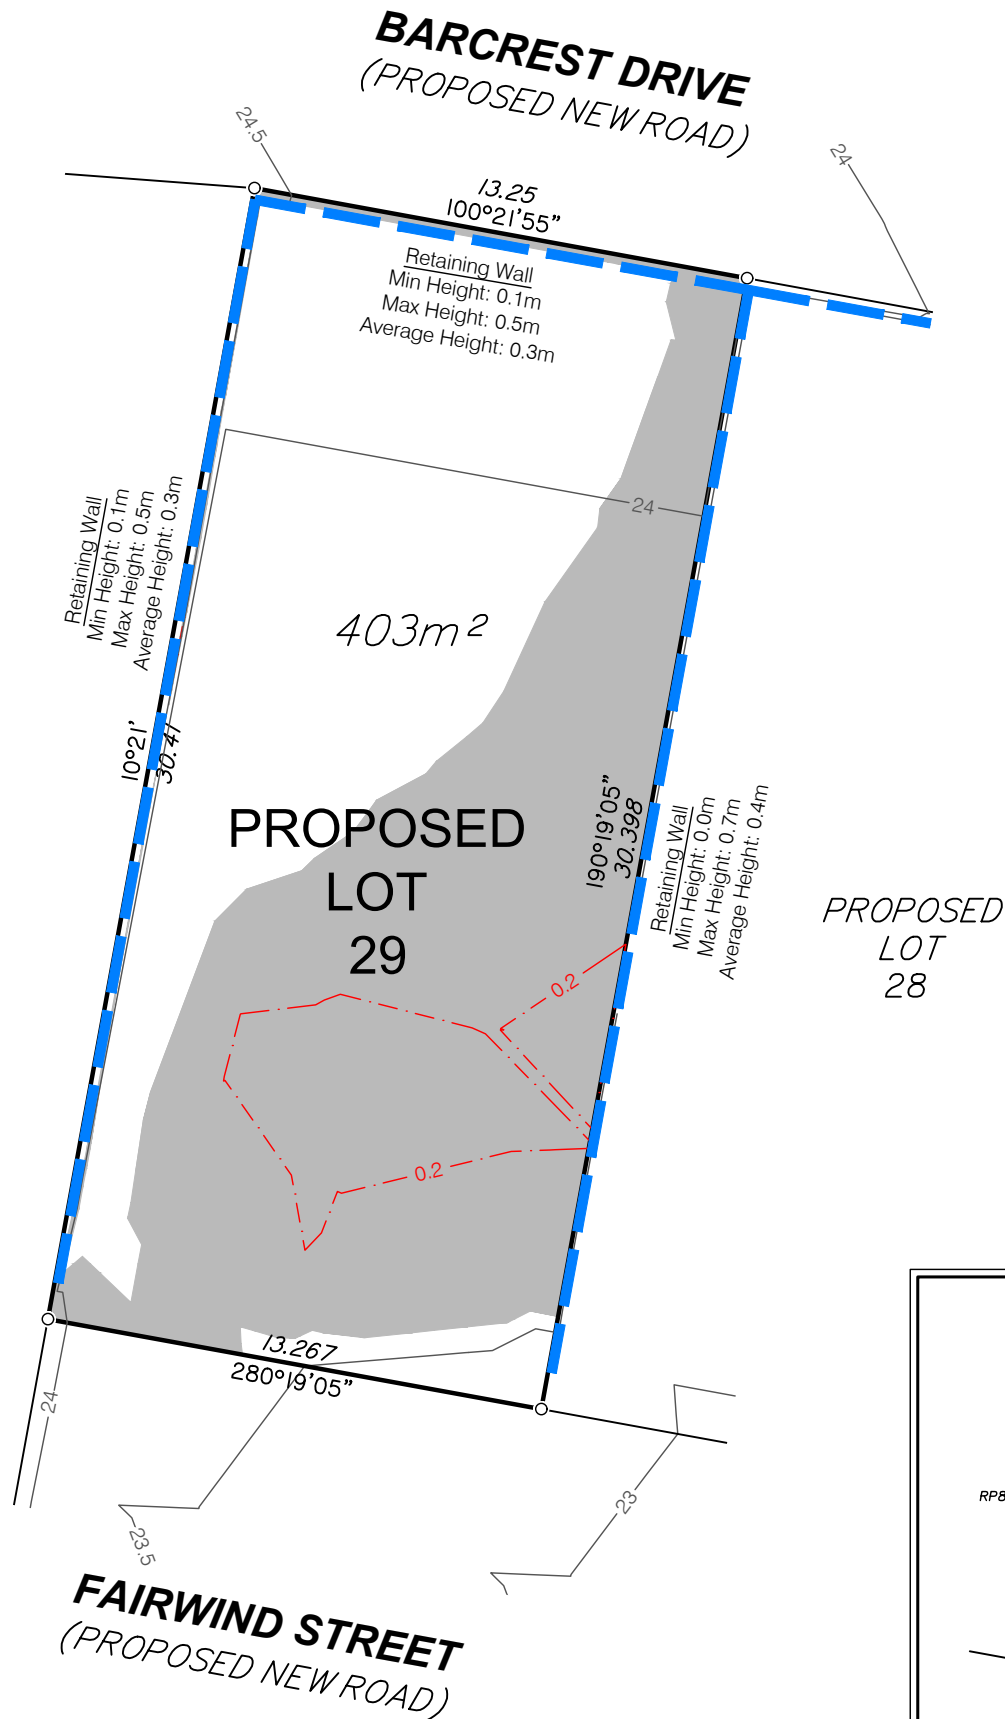 BARCREST DRIVE
(PROPOSED NEW ROAD)
24.5
24
13.25
100°21'55"
Retaining Wall
Min Height: 0.1m
Max Height: 0.5m
Average Height: 0.3m
24
Retaining Wall
Min Height: 0.1m
Max Height: 0.5m
Average Height: 0.3m
403m²
10°21'
30.41
PROPOSED
LOT
29
190°19'05"
30.398
Retaining Wall
Min Height: 0.0m
Max Height: 0.7m
Average Height: 0.4m
PROPOSED
LOT
28
0.2
0.2
13.267
280°19'05"
24
23.5
23
RP8
FAIRWIND STREET
(PROPOSED NEW ROAD)